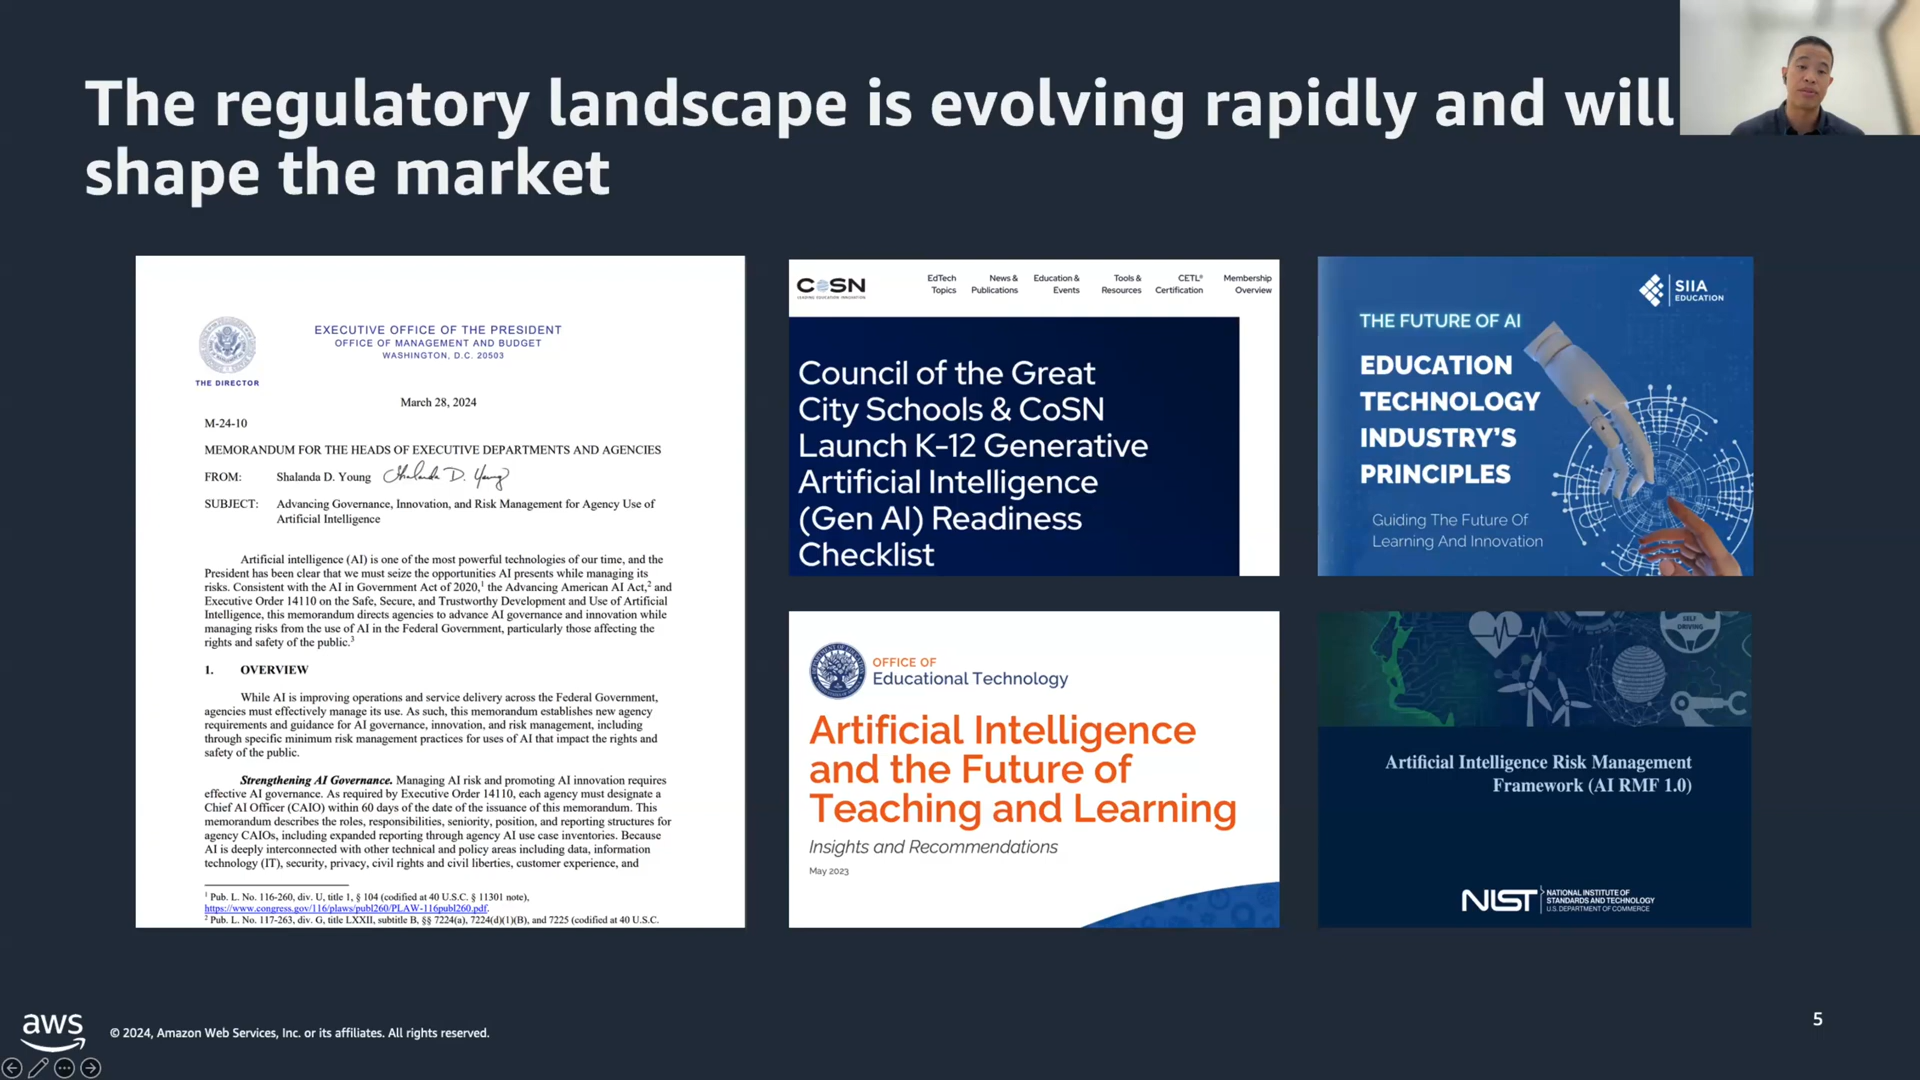 The regulatory landscape is evolving rapidly and will
shape the market
EXECUTIVE OFFICE OF THE PRESIDENT
OFFICE OF MANAGEMENT AND BUDGET
WASHINGTON, D.C. 20503
THE DIRECTOR
March 28, 2024
M-24-10
MEMORANDUM FOR THE HEADS OF EXECUTIVE DEPARTMENTS AND AGENCIES
FROM: Shalanda D. Young Shalanda D. Young
SUBJECT: Advancing Governance, Innovation, and Risk Management for Agency Use of
Artificial Intelligence
Artificial intelligence (AI) is one of the most powerful technologies of our time, and the
President has been clear that we must seize the opportunities AI presents while managing its
risks. Consistent with the AI in Government Act of 2020,1 the Advancing American AI Act,2 and
Executive Order 14110 on the Safe, Secure, and Trustworthy Development and Use of Artificial
Intelligence, this memorandum directs agencies to advance AI governance and innovation while
managing risks from the use of AI in the Federal Government, particularly those affecting the
rights and safety of the public.3
1. OVERVIEW
While AI is improving operations and service delivery across the Federal Government,
agencies must effectively manage its use. As such, this memorandum establishes new agency
requirements and guidance for AI governance, innovation, and risk management, including
through specific minimum risk management practices for uses of AI that impact the rights and
safety of the public.
Strengthening AI Governance. Managing AI risk and promoting AI innovation requires
effective AI governance. As required by Executive Order 14110, each agency must designate a
Chief AI Officer (CAIO) within 60 days of the date of the issuance of this memorandum. This
memorandum describes the roles, responsibilities, seniority, position, and reporting structures for
agency CAIOs, including expanded reporting through agency AI use case inventories. Because
AI is deeply interconnected with other technical and policy areas including data, information
technology (IT), security, privacy, civil rights and civil liberties, customer experience, and
1 Pub. L. No. 116-260, div. U, title 1, § 104 (codified at 40 U.S.C. § 11301 note),
https://www.congress.gov/116/plaws/publ260/PLAW-116publ260.pdf.
2 Pub. L. No. 117-263, div. G, title LXXII, subtitle B, §§ 7224(a), 7224(d)(1)(B), and 7225 (codified at 40 U.S.C.
CoSN
LEADING EDUCATION INNOVATION
EdTech Topics
News & Publications
Education & Events
Tools & Resources
CETL® Certification
Membership Overview
Council of the Great
City Schools & CoSN
Launch K-12 Generative
Artificial Intelligence
(Gen AI) Readiness
Checklist
SIIA
EDUCATION
THE FUTURE OF AI
EDUCATION
TECHNOLOGY
INDUSTRY'S
PRINCIPLES
Guiding The Future Of
Learning And Innovation
OFFICE OF
Educational Technology
Artificial Intelligence
and the Future of
Teaching and Learning
Insights and Recommendations
May 2023
SELF
DRIVING
Artificial Intelligence Risk Management
Framework (AI RMF 1.0)
NIST
NATIONAL INSTITUTE OF
STANDARDS AND TECHNOLOGY
U.S. DEPARTMENT OF COMMERCE
aws
© 2024, Amazon Web Services, Inc. or its affiliates. All rights reserved.
5